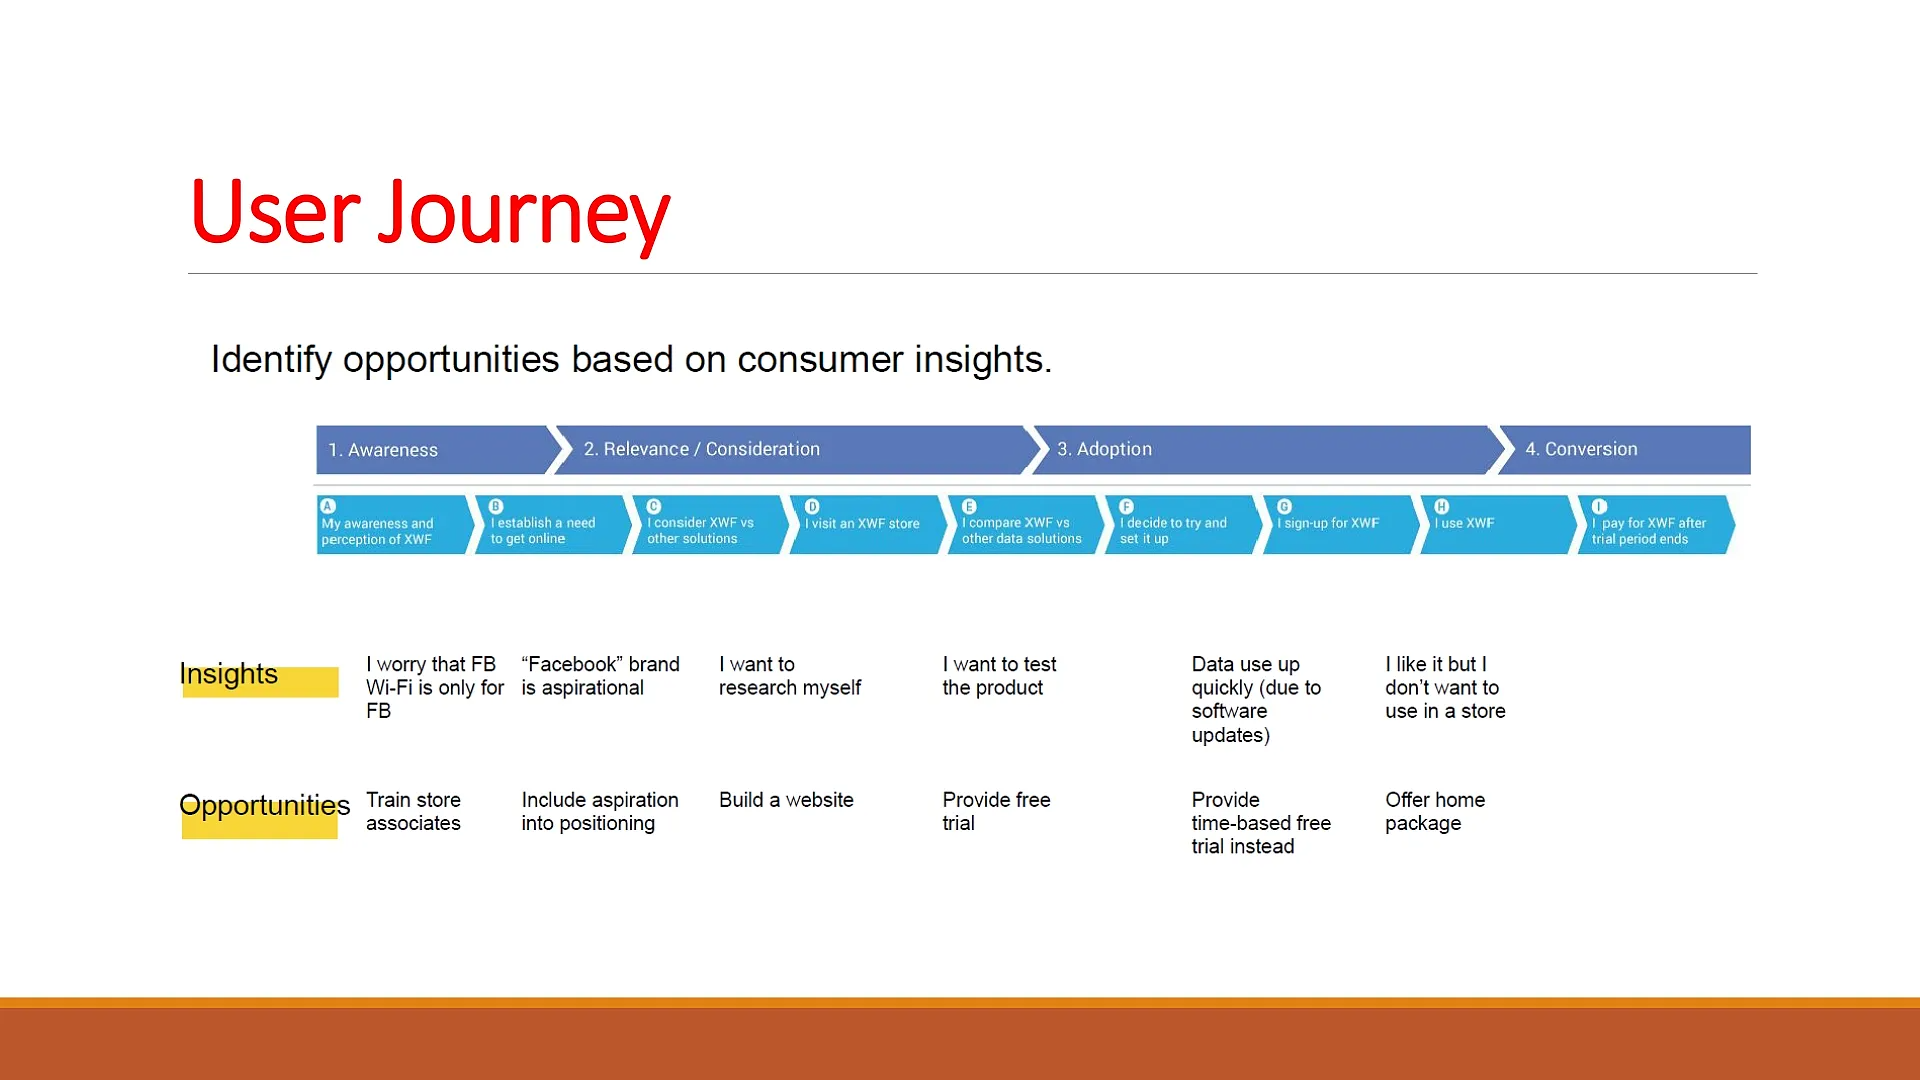 User Journey
Identify opportunities based on consumer insights.
1. Awareness
2. Relevance / Consideration
3. Adoption
4. Conversion
A
My awareness and
perception of XWF
B
I establish a need
to get online
C
I consider XWF vs
other solutions
D
I visit an XWF store
E
I compare XWF vs
other data solutions
F
I decide to try and
set it up
G
I sign-up for XWF
H
I use XWF
I
I pay for XWF after
trial period ends
Insights
I worry that FB
Wi-Fi is only for
FB
“Facebook” brand
is aspirational
I want to
research myself
I want to test
the product
Data use up
quickly (due to
software
updates)
I like it but I
don’t want to
use in a store
Opportunities
Train store
associates
Include aspiration
into positioning
Build a website
Provide free
trial
Provide
time-based free
trial instead
Offer home
package